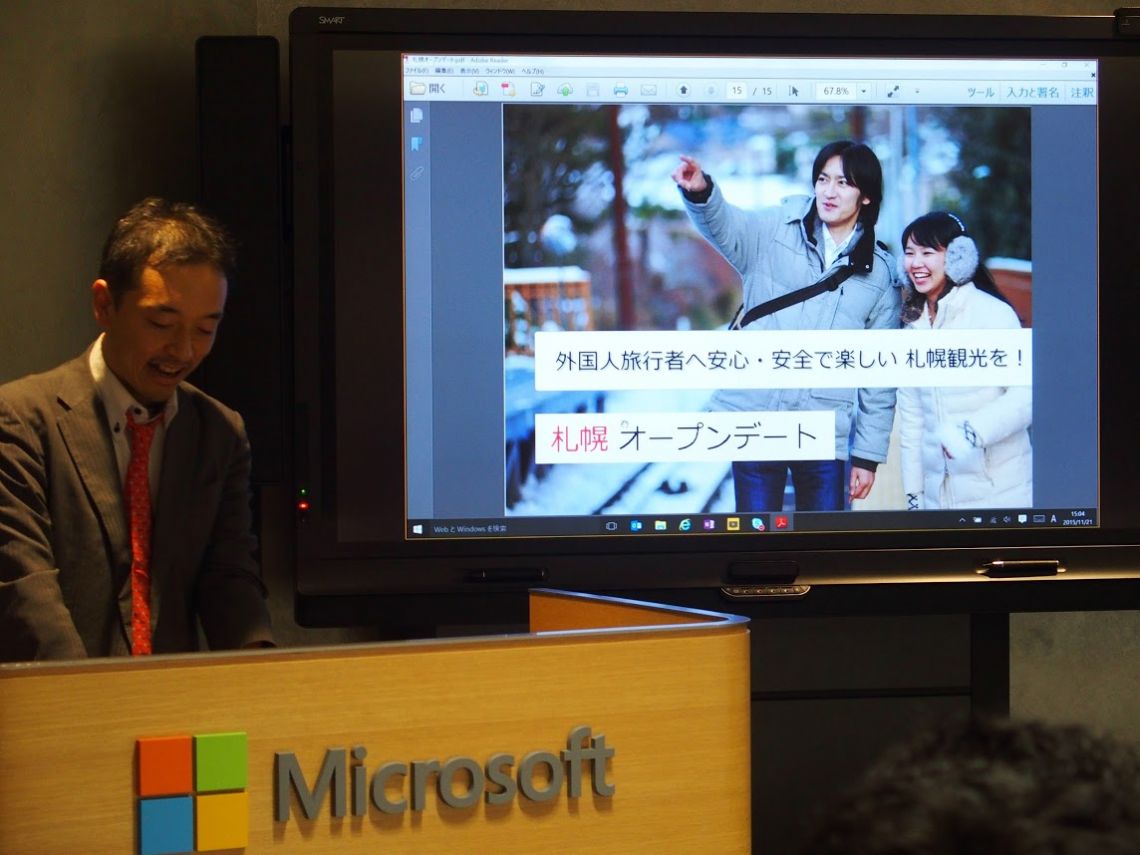 SMART
札幌オープンデート.pdf - Adobe Reader
ファイル(F) 編集(E) 表示(V) ウィンドウ(W) ヘルプ(H)
開く 15 / 15 67.8% ツール 入力と署名 注釈
外国人旅行者へ安心・安全で楽しい 札幌観光を！
札幌 オープンデート
Web と Windows を検索
A 15:04
2015/11/21
Microsoft